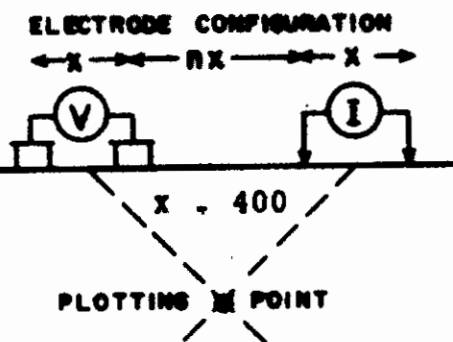 ELECTRODE CONFIGURATION
x nx x
V I
x - 400
PLOTTING POINT